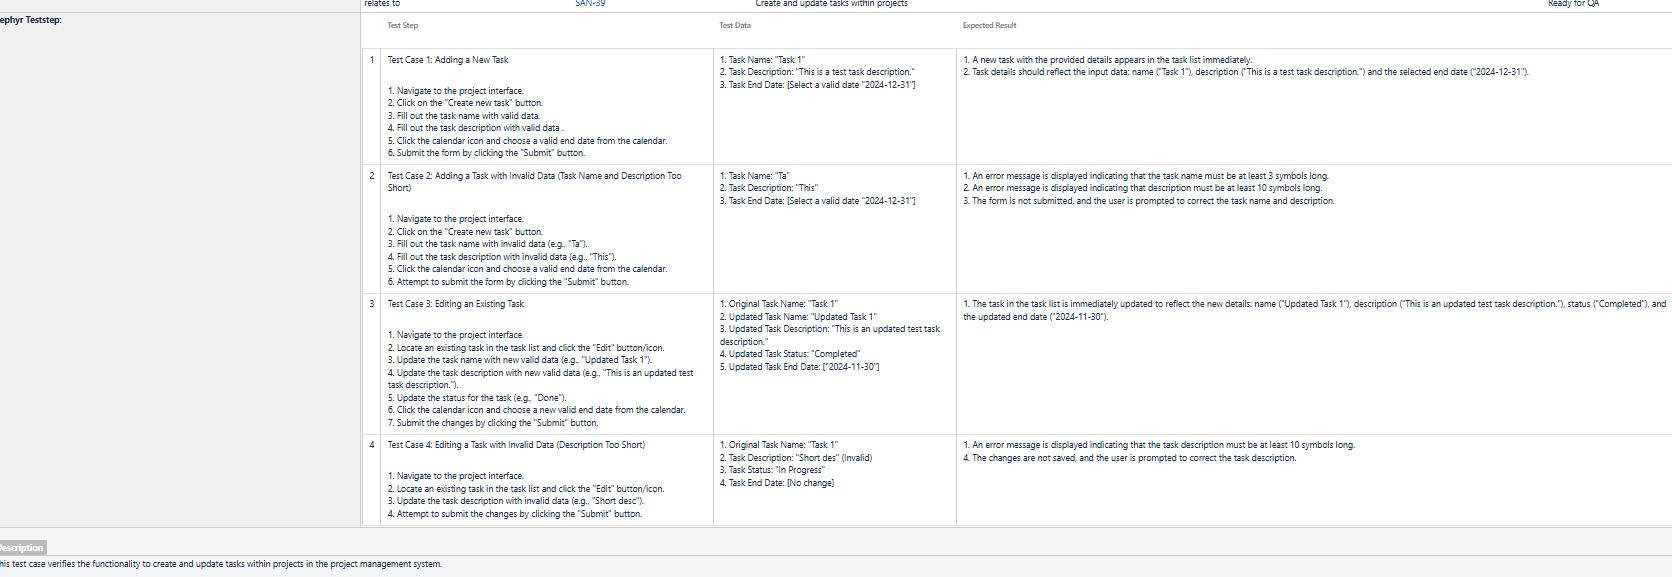 relates to SAN-39 Create and update tasks within projects Ready for QA
ephyr Teststep:
Test Step Test Data Expected Result
1 Test Case 1: Adding a New Task
1. Navigate to the project interface.
2. Click on the "Create new task" button.
3. Fill out the task name with valid data.
4. Fill out the task description with valid data .
5. Click the calendar icon and choose a valid end date from the calendar.
6. Submit the form by clicking the "Submit" button.
1. Task Name: "Task 1"
2. Task Description: "This is a test task description."
3. Task End Date: [Select a valid date "2024-12-31"]
1. A new task with the provided details appears in the task list immediately.
2. Task details should reflect the input data: name ("Task 1"), description ("This is a test task description.") and the selected end date ("2024-12-31").
2 Test Case 2: Adding a Task with Invalid Data (Task Name and Description Too
Short)
1. Navigate to the project interface.
2. Click on the "Create new task" button.
3. Fill out the task name with invalid data (e.g., "Ta").
4. Fill out the task description with invalid data (e.g., "This").
5. Click the calendar icon and choose a valid end date from the calendar.
6. Attempt to submit the form by clicking the "Submit" button.
1. Task Name: "Ta"
2. Task Description: "This"
3. Task End Date: [Select a valid date "2024-12-31"]
1. An error message is displayed indicating that the task name must be at least 3 symbols long.
2. An error message is displayed indicating that description must be at least 10 symbols long.
3. The form is not submitted, and the user is prompted to correct the task name and description.
3 Test Case 3: Editing an Existing Task
1. Navigate to the project interface.
2. Locate an existing task in the task list and click the "Edit" button/icon.
3. Update the task name with new valid data (e.g., "Updated Task 1").
4. Update the task description with new valid data (e.g., "This is an updated test
task description.").
5. Update the status for the task (e.g., "Done").
6. Click the calendar icon and choose a new valid end date from the calendar.
7. Submit the changes by clicking the "Submit" button.
1. Original Task Name: "Task 1"
2. Updated Task Name: "Updated Task 1"
3. Updated Task Description: "This is an updated test task
description."
4. Updated Task Status: "Completed"
5. Updated Task End Date: ["2024-11-30"]
1. The task in the task list is immediately updated to reflect the new details: name ("Updated Task 1"), description ("This is an updated test task description."), status ("Completed"), and
the updated end date ("2024-11-30").
4 Test Case 4: Editing a Task with Invalid Data (Description Too Short)
1. Navigate to the project interface.
2. Locate an existing task in the task list and click the "Edit" button/icon.
3. Update the task description with invalid data (e.g., "Short desc").
4. Attempt to submit the changes by clicking the "Submit" button.
1. Original Task Name: "Task 1"
2. Task Description: "Short des" (Invalid)
3. Task Status: "In Progress"
4. Task End Date: [No change]
1. An error message is displayed indicating that the task description must be at least 10 symbols long.
4. The changes are not saved, and the user is prompted to correct the task description.
Description
his test case verifies the functionality to create and update tasks within projects in the project management system.